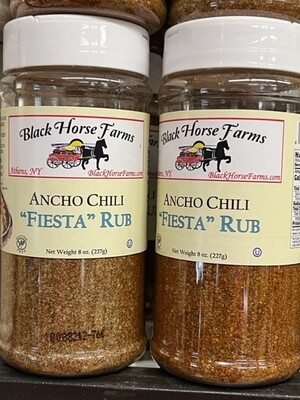 Black Horse Farms
Athens, NY
BlackHorseFarms.com
ANCHO CHILI
"FIESTA" RUB
Net Weight 8 oz. (227g)
Black Horse Farms
NY
BlackHorseFarms.com
ANCHO CHILI
"FIESTA" RUB
Net Weight 8 oz. (227g)